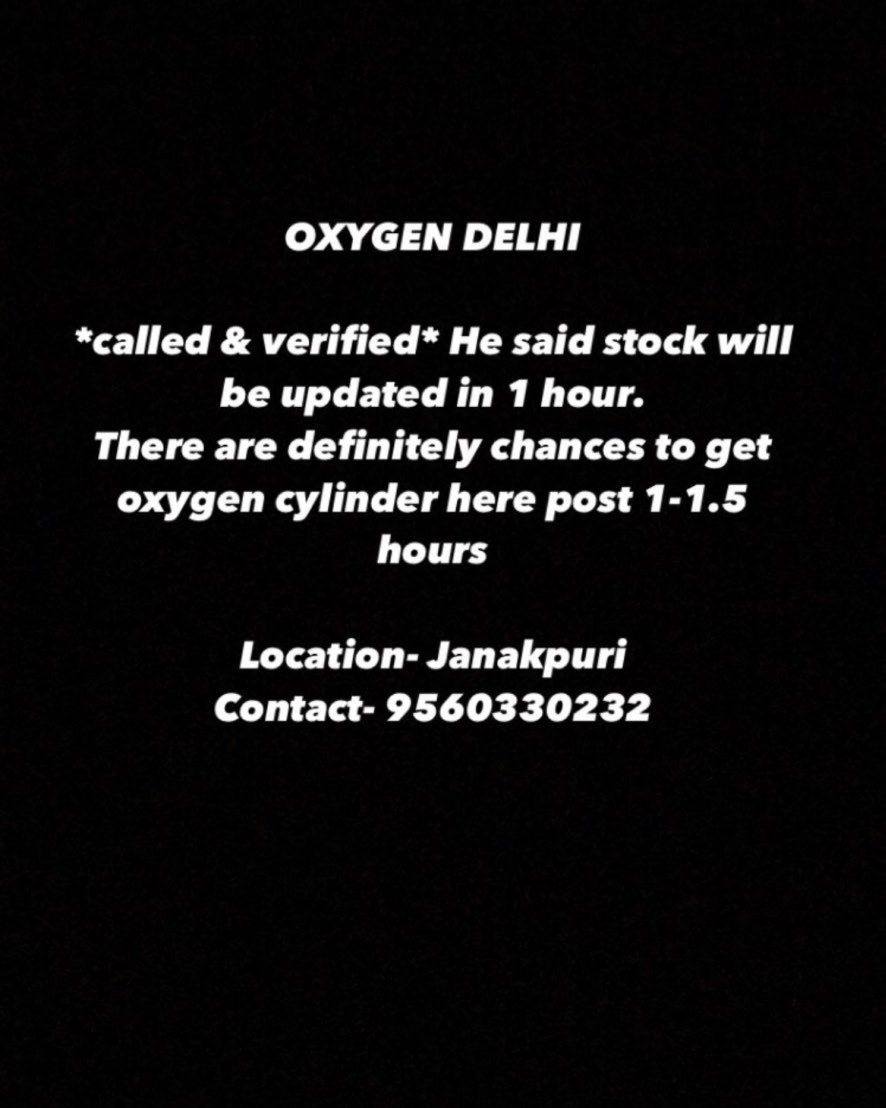 OXYGEN DELHI
*called & verified* He said stock will
be updated in 1 hour.
There are definitely chances to get
oxygen cylinder here post 1-1.5
hours
Location- Janakpuri
Contact- 9560330232